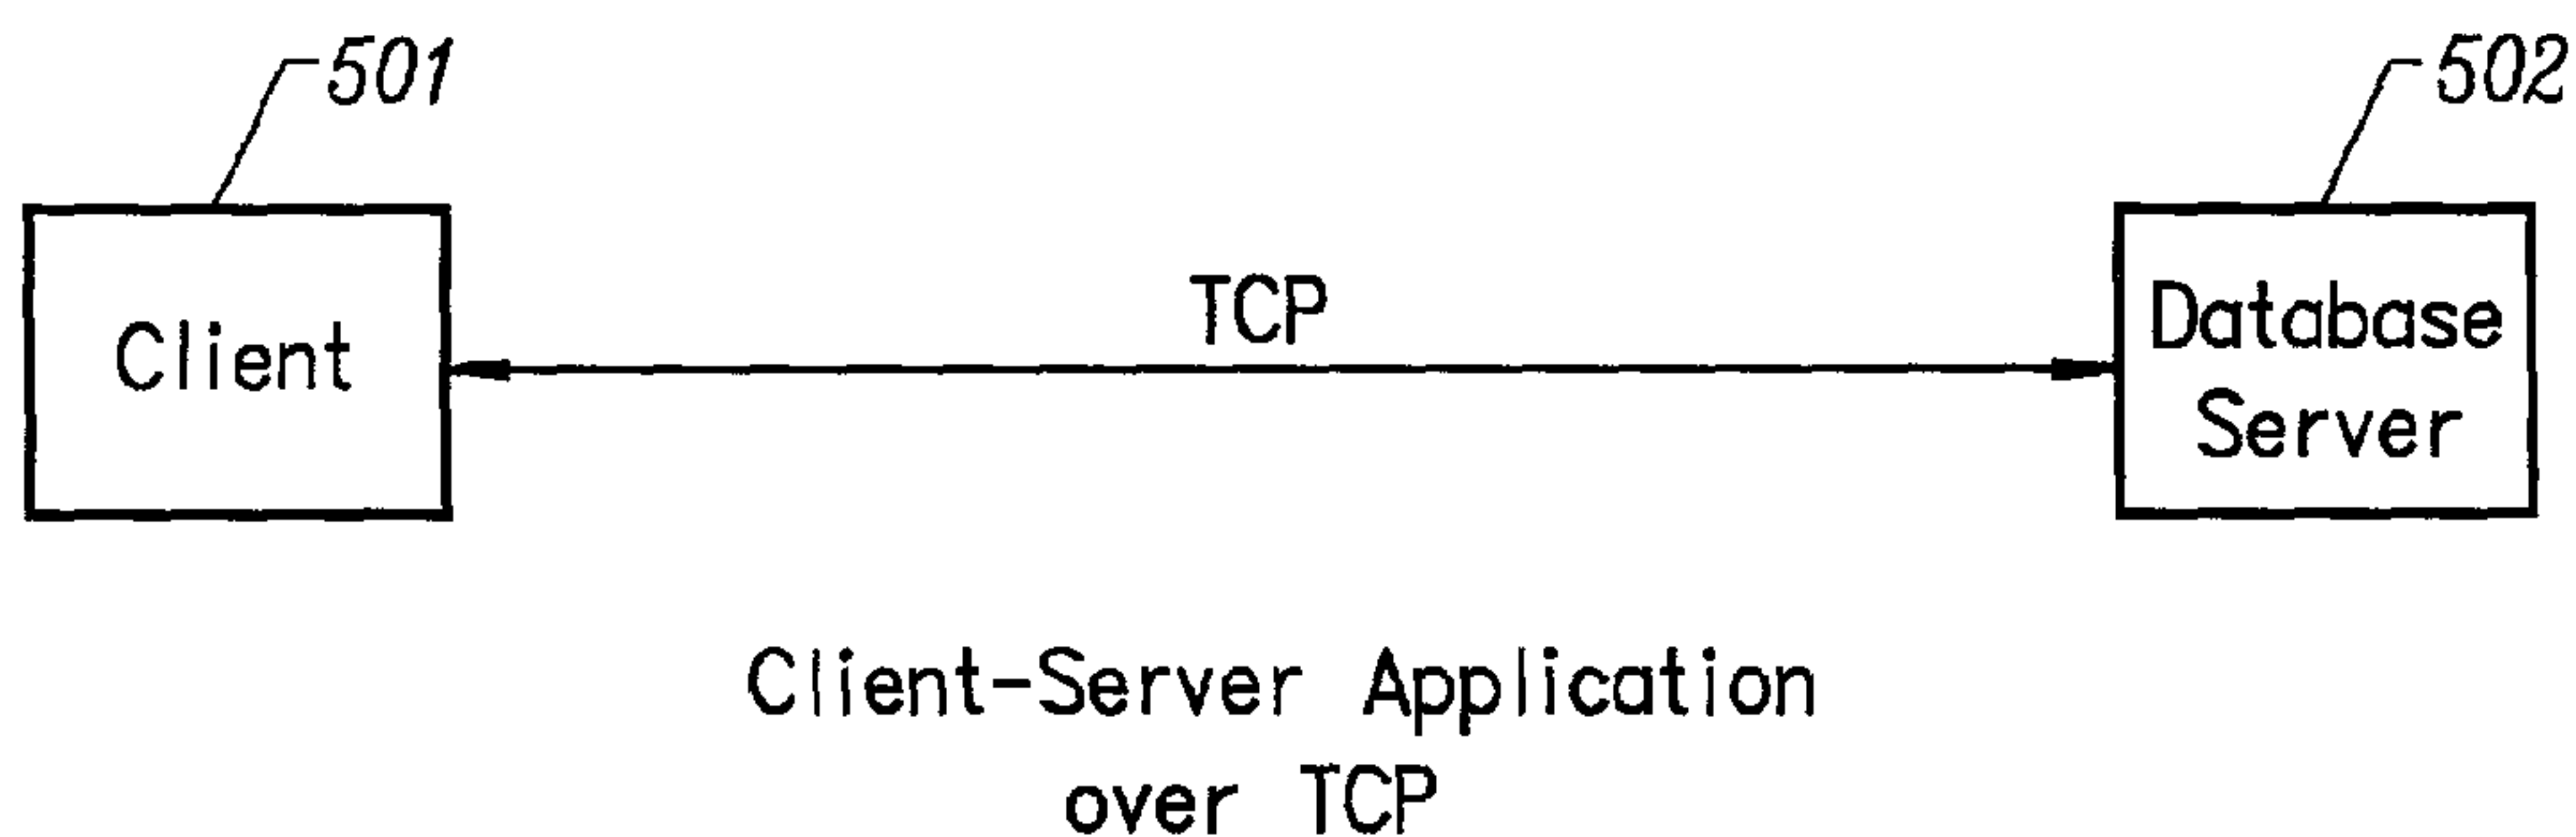 501
502
Client
TCP
Database
Server
Client-Server Application
over TCP